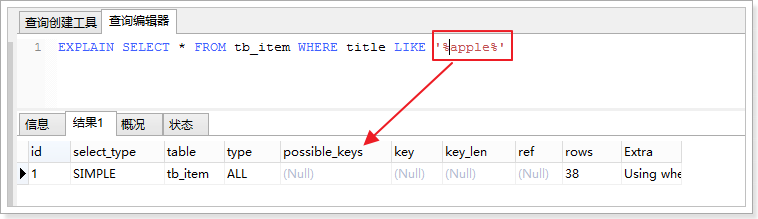 查询创建工具 查询编辑器
1 EXPLAIN SELECT * FROM tb_item WHERE title LIKE '%apple%'
信息 结果1 概况 状态
id select_type table type possible_keys key key_len ref rows Extra
1 SIMPLE tb_item ALL (Null) (Null) (Null) (Null) 38 Using whe